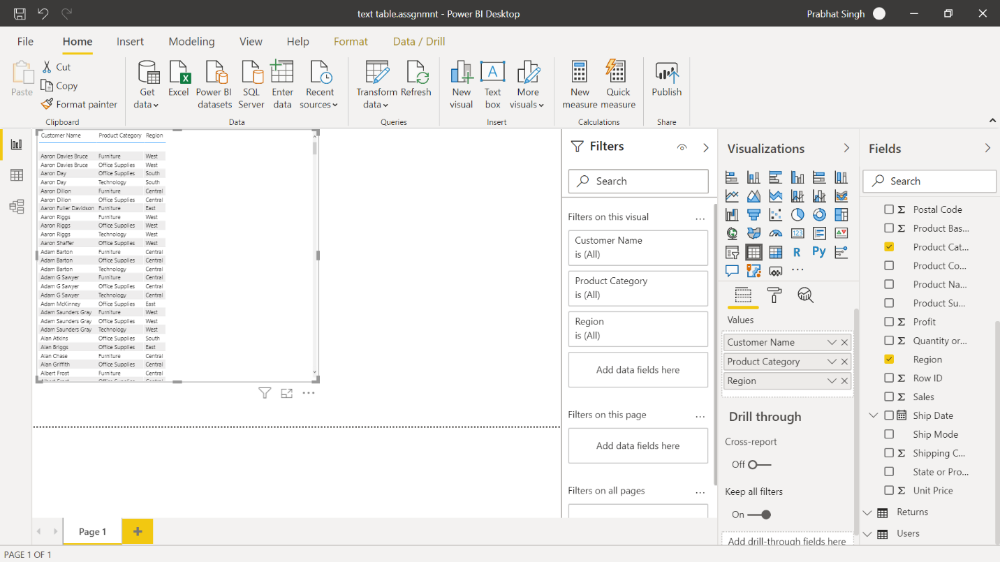 text table.assgnmnt - Power BI Desktop
Prabhat Singh
File Home Insert Modeling View Help Format Data / Drill
Paste
Cut
Copy
Format painter
Clipboard
Get data
Excel
Power BI datasets
SQL Server
Enter data
Recent sources
Data
Transform data
Refresh
Queries
New visual
Text box
More visuals
Insert
New measure
Quick measure
Calculations
Publish
Share
Customer Name Product Category Region
Aaron Davies Bruce Furniture West
Aaron Davies Bruce Office Supplies West
Aaron Day Office Supplies South
Aaron Day Technology South
Aaron Dillon Furniture Central
Aaron Dillon Office Supplies Central
Aaron Fuller Davidson Furniture East
Aaron Riggs Furniture West
Aaron Riggs Office Supplies West
Aaron Riggs Technology West
Aaron Shaffer Office Supplies West
Adam Barton Furniture Central
Adam Barton Office Supplies Central
Adam Barton Technology Central
Adam G Sawyer Furniture Central
Adam G Sawyer Office Supplies Central
Adam G Sawyer Technology Central
Adam McKinney Office Supplies East
Adam Saunders Gray Furniture West
Adam Saunders Gray Office Supplies West
Adam Saunders Gray Technology West
Alan Atkins Office Supplies South
Alan Briggs Office Supplies East
Alan Chase Furniture Central
Alan Griffith Office Supplies Central
Albert Frost Furniture Central
Albert Frost Office Supplies Central
Filters
Search
Filters on this visual ...
Customer Name
is (All)
Product Category
is (All)
Region
is (All)
Add data fields here
Filters on this page ...
Add data fields here
Filters on all pages ...
Visualizations
123
R Py
...
Values
Customer Name
Product Category
Region
Drill through
Cross-report
Off
Keep all filters
On
Add drill-through fields here
Fields
Search
Σ Postal Code
Σ Product Bas...
Product Cat...
Product Co...
Product Na...
Product Su...
Σ Profit
Σ Quantity or...
Region
Σ Row ID
Σ Sales
Ship Date
Ship Mode
Σ Shipping C...
State or Pro...
Σ Unit Price
Returns
Users
Page 1
+
PAGE 1 OF 1